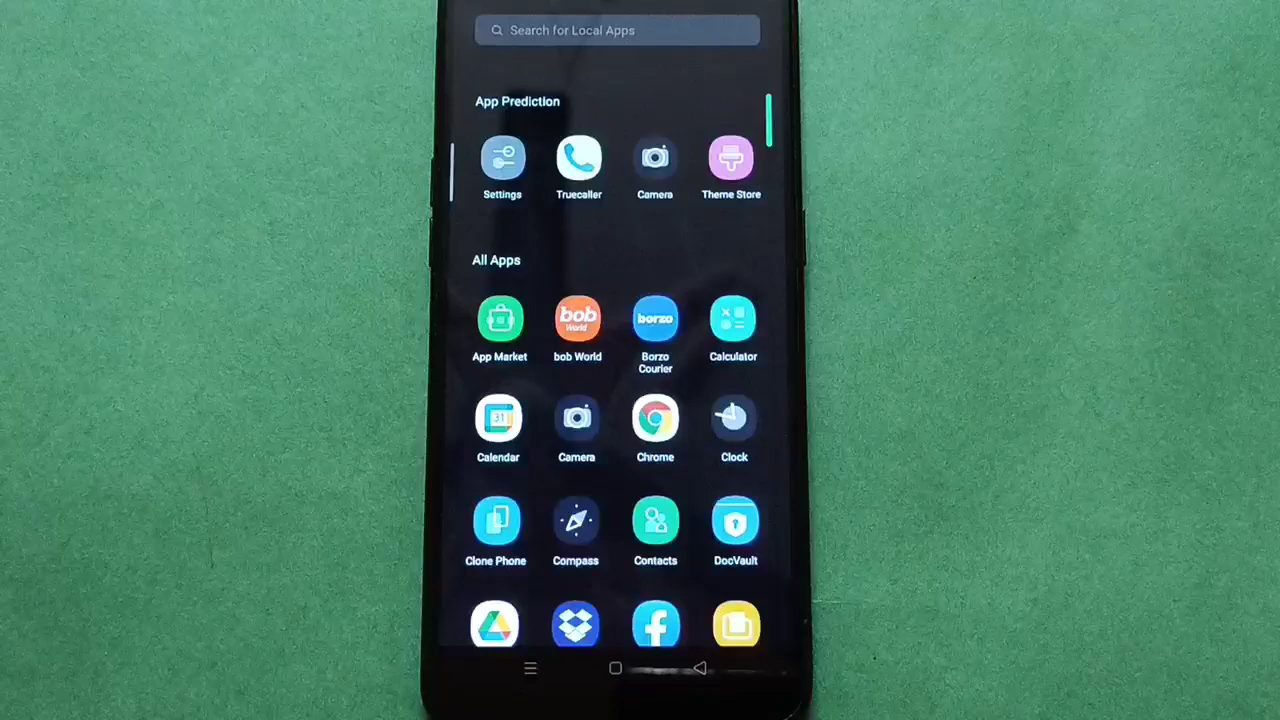 Search for Local Apps
App Prediction
Settings
Truecaller
Camera
Theme Store
All Apps
bob
World
borzo
App Market
bob World
Borzo
Courier
Calculator
31
Calendar
Camera
Chrome
Clock
Clone Phone
Compass
Contacts
DocVault